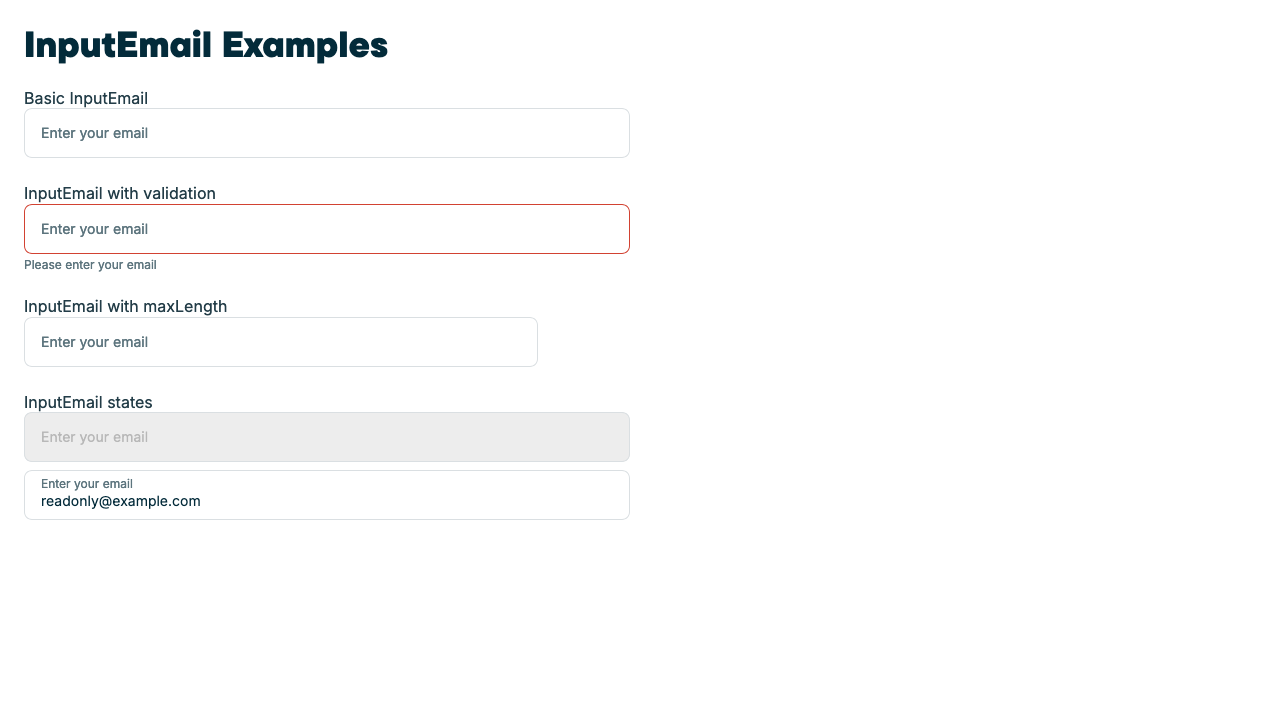 InputEmail Examples
Basic InputEmail
Enter your email
InputEmail with validation
Enter your email
Please enter your email
InputEmail with maxLength
Enter your email
InputEmail states
Enter your email
Enter your email
readonly@example.com